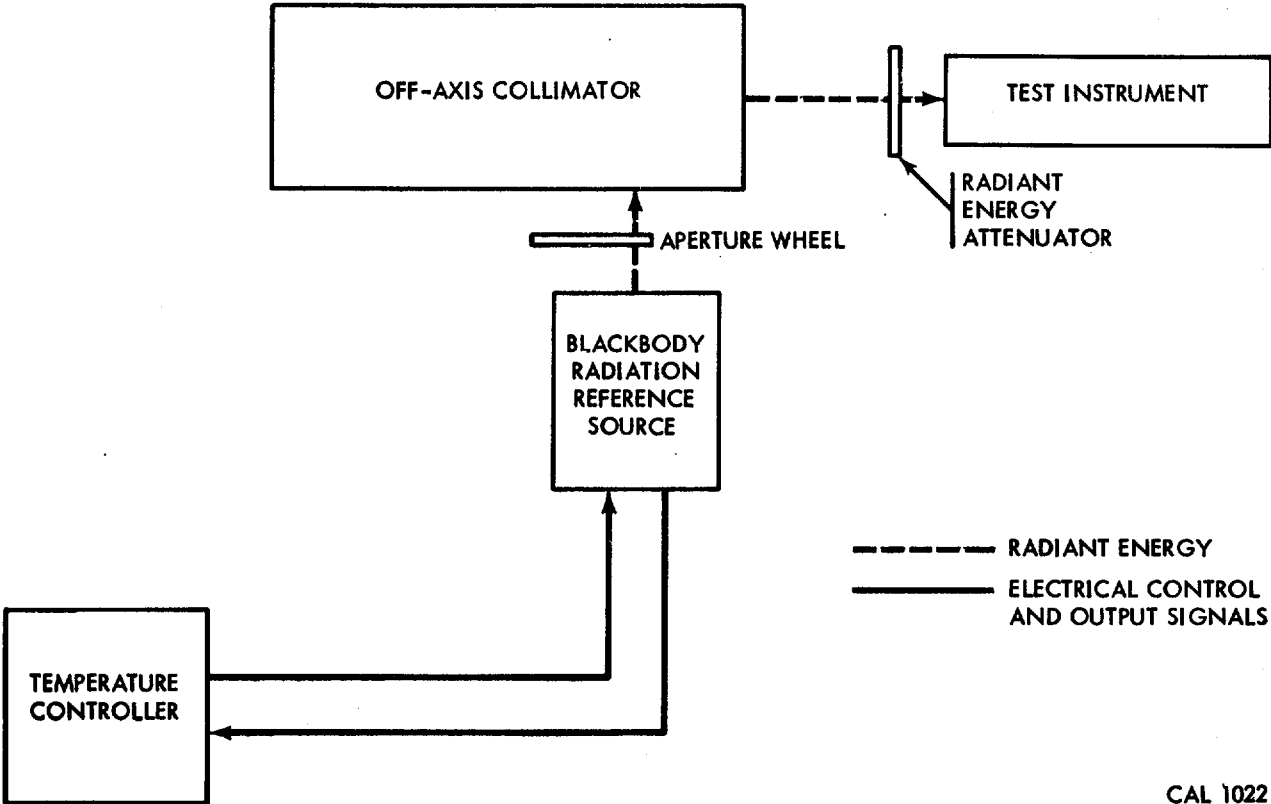 OFF-AXIS COLLIMATOR
TEST INSTRUMENT
RADIANT
ENERGY
ATTENUATOR
APERTURE WHEEL
BLACKBODY
RADIATION
REFERENCE
SOURCE
RADIANT ENERGY
ELECTRICAL CONTROL
AND OUTPUT SIGNALS
TEMPERATURE
CONTROLLER
CAL 1022